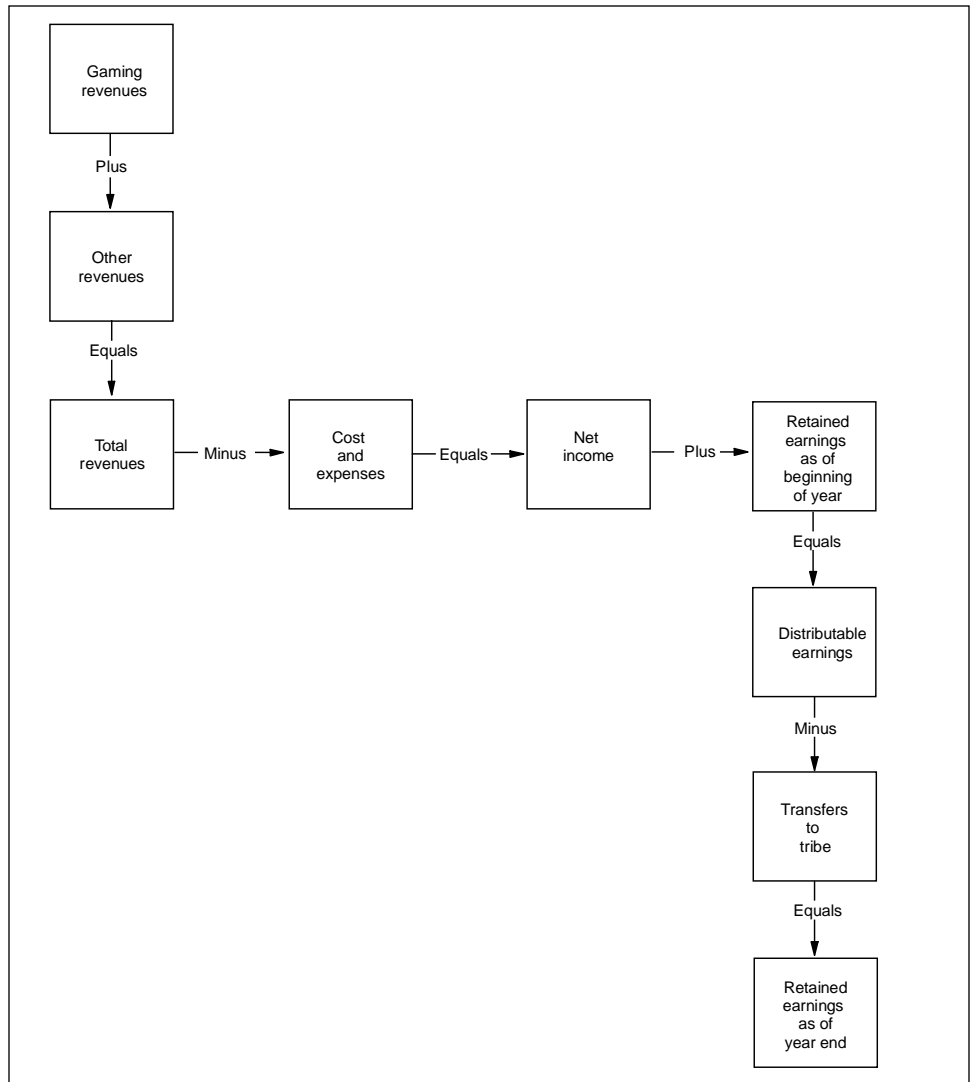 Gaming
revenues
Plus
Other
revenues
Equals
Total
revenues
Minus
Cost
and
expenses
Equals
Net
income
Plus
Retained
earnings
as of
beginning
of year
Equals
Distributable
earnings
Minus
Transfers
to
tribe
Equals
Retained
earnings
as of
year end